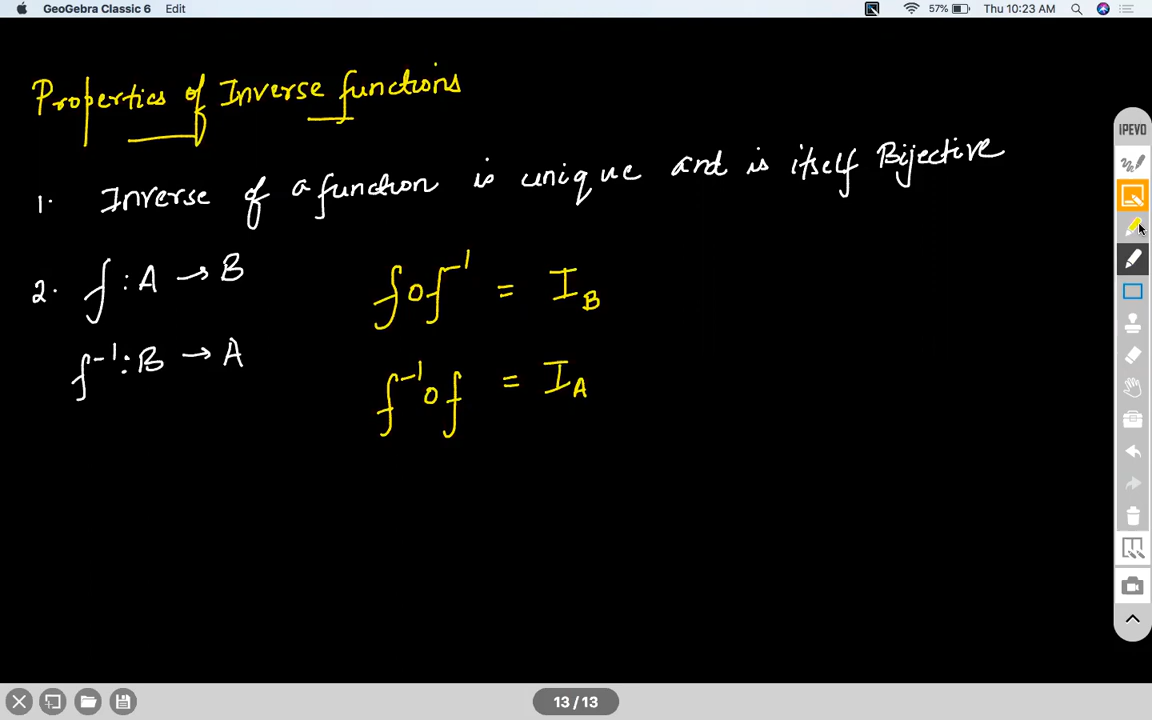 GeoGebra Classic 6 Edit 57% Thu 10:23 AM
Properties of Inverse functions
IPEVO
1. Inverse of a function is unique and is itself Bijective
2. f : A → B fof⁻¹ = I_B
f⁻¹: B → A f⁻¹of = I_A
13 / 13